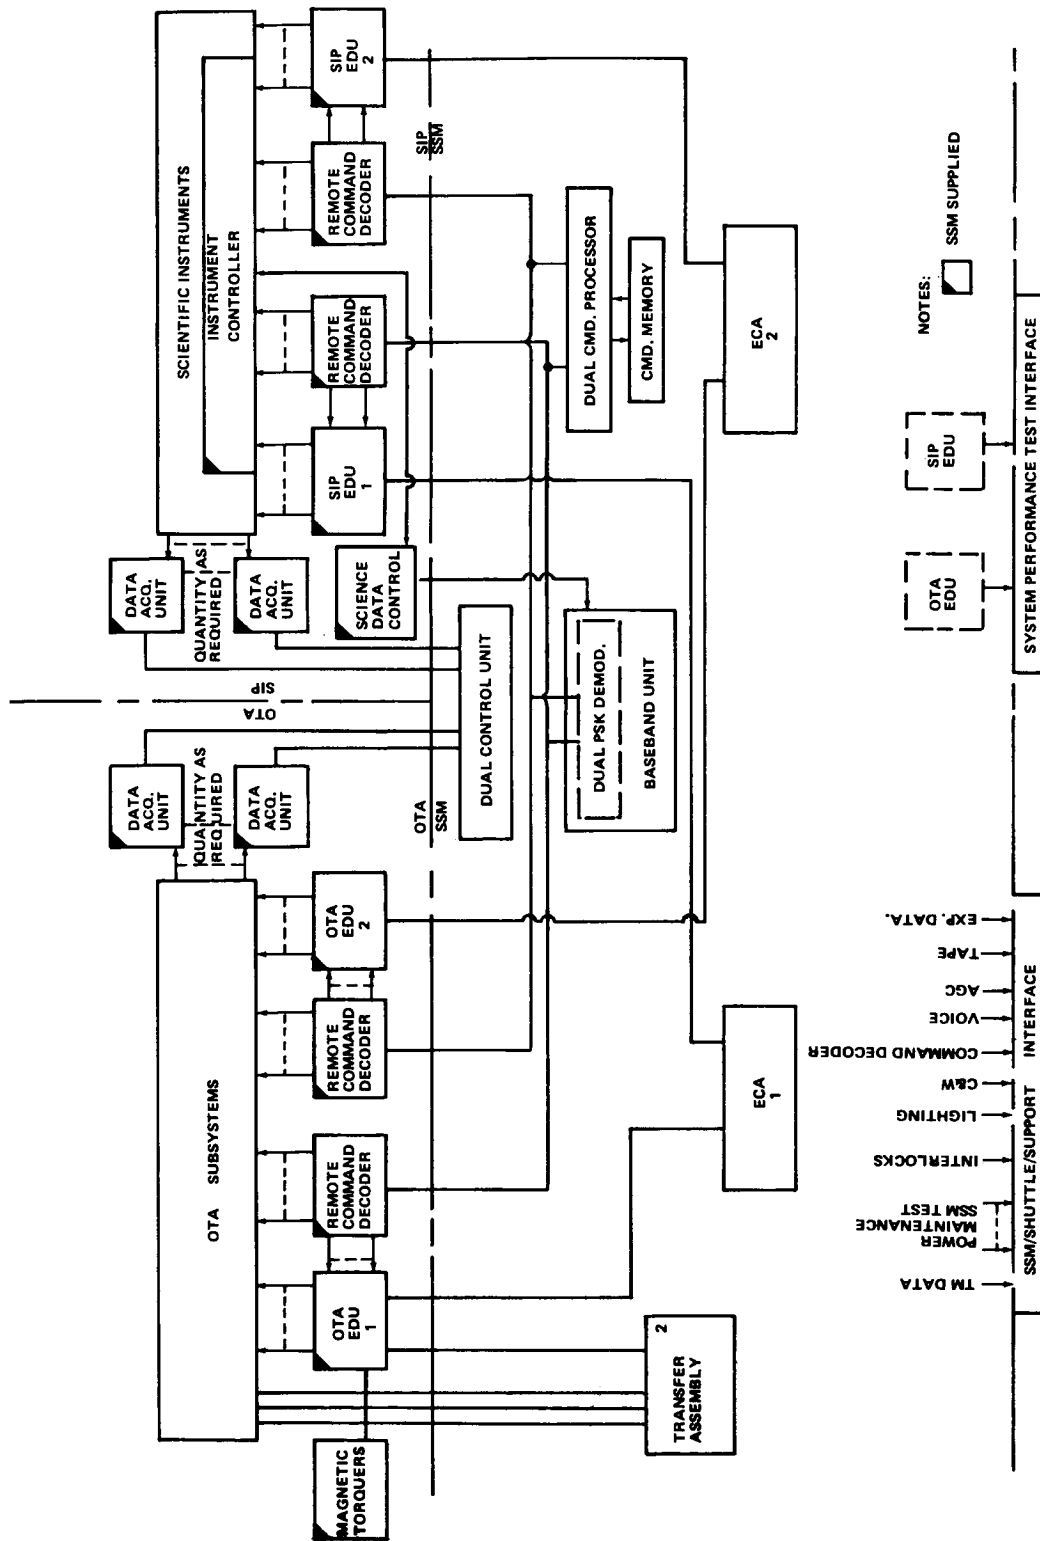 OTA SUBSYSTEMS
SCIENTIFIC INSTRUMENTS
INSTRUMENT
CONTROLLER
MAGNETIC
TORQUERS
OTA
EDU
1
REMOTE
COMMAND
DECODER
REMOTE
COMMAND
DECODER
OTA
EDU
2
DATA
ACQ.
UNIT
QUANTITY AS
REQUIRED
DATA
ACQ.
UNIT
OTA
SIP
DATA
ACQ.
UNIT
QUANTITY AS
REQUIRED
DATA
ACQ.
UNIT
SIP
EDU
1
REMOTE
COMMAND
DECODER
REMOTE
COMMAND
DECODER
SIP
EDU
2
SCIENCE
DATA
CONTROL
OTA
SSM
SIP
SSM
DUAL CONTROL UNIT
DUAL PSK DEMOD.
BASEBAND UNIT
DUAL CMD. PROCESSOR
CMD. MEMORY
TRANSFER
ASSEMBLY
2
ECA
1
ECA
2
TM DATA
POWER
MAINTENANCE
SSM TEST
INTERLOCKS
LIGHTING
C&W
COMMAND DECODER
VOICE
AGC
TAPE
EXP. DATA.
OTA
EDU
SIP
EDU
NOTES:
SSM SUPPLIED
SSM/SHUTTLE/SUPPORT INTERFACE
SYSTEM PERFORMANCE TEST INTERFACE